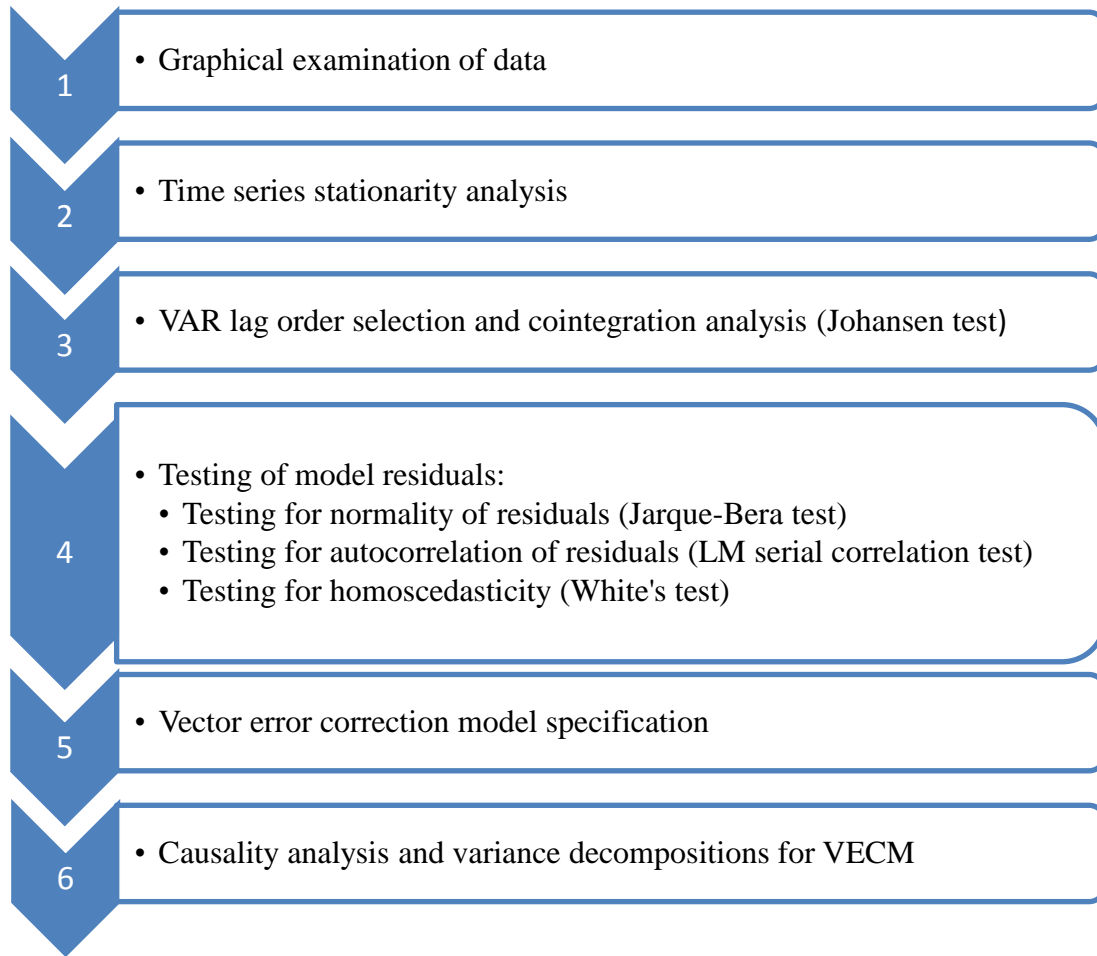 1
• Graphical examination of data
2
• Time series stationarity analysis
3
• VAR lag order selection and cointegration analysis (Johansen test)
4
• Testing of model residuals:
• Testing for normality of residuals (Jarque-Bera test)
• Testing for autocorrelation of residuals (LM serial correlation test)
• Testing for homoscedasticity (White's test)
5
• Vector error correction model specification
6
• Causality analysis and variance decompositions for VECM